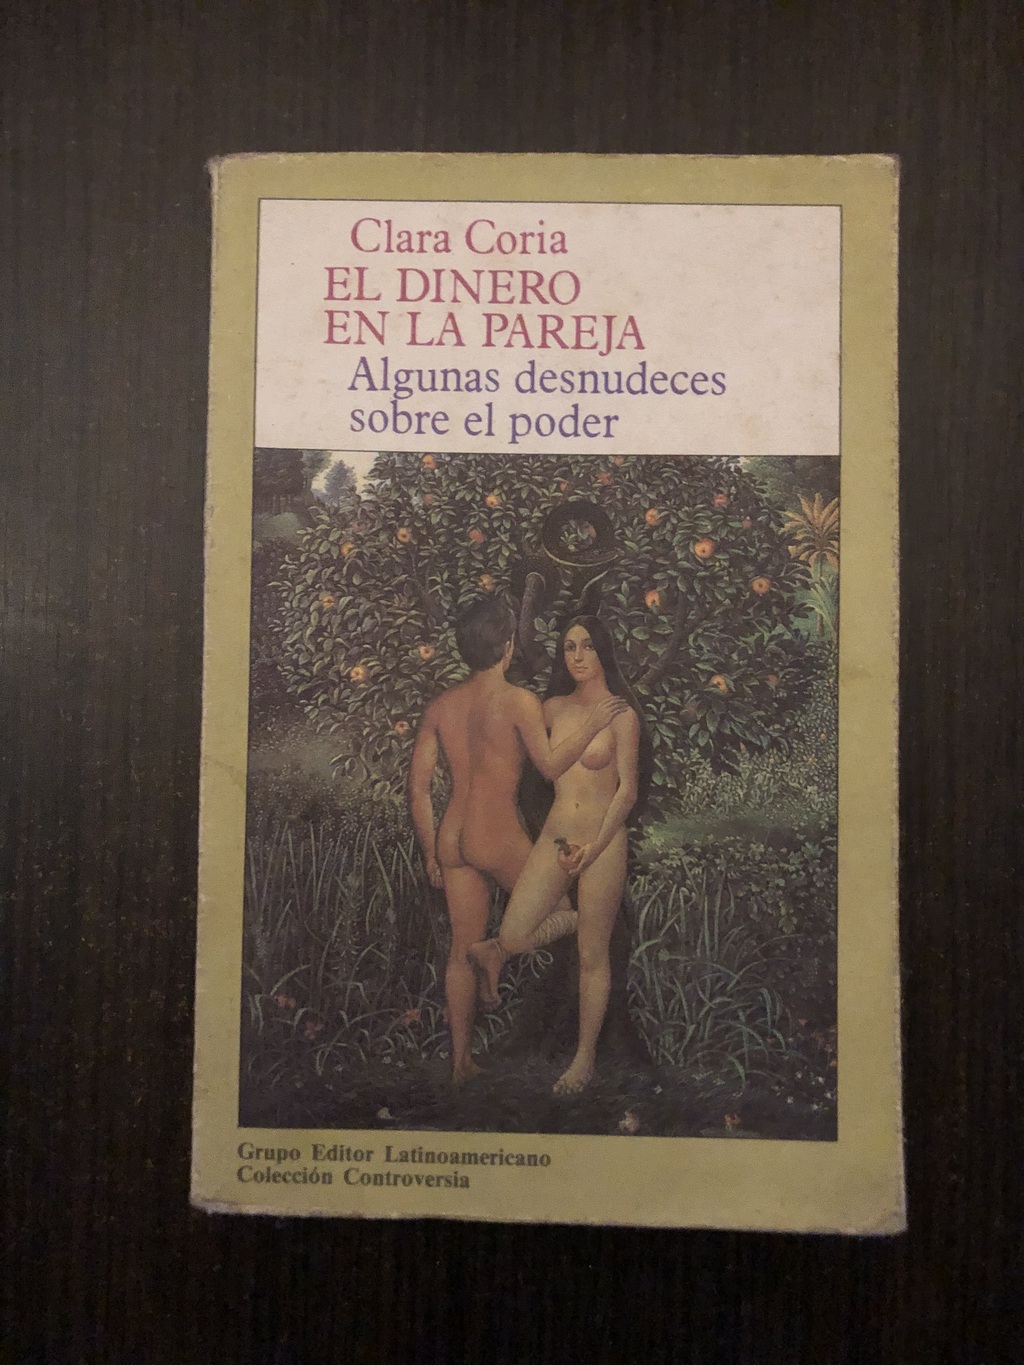 Clara Coria
EL DINERO
EN LA PAREJA
Algunas desnudeces
sobre el poder
Grupo Editor Latinoamericano
Colección Controversia